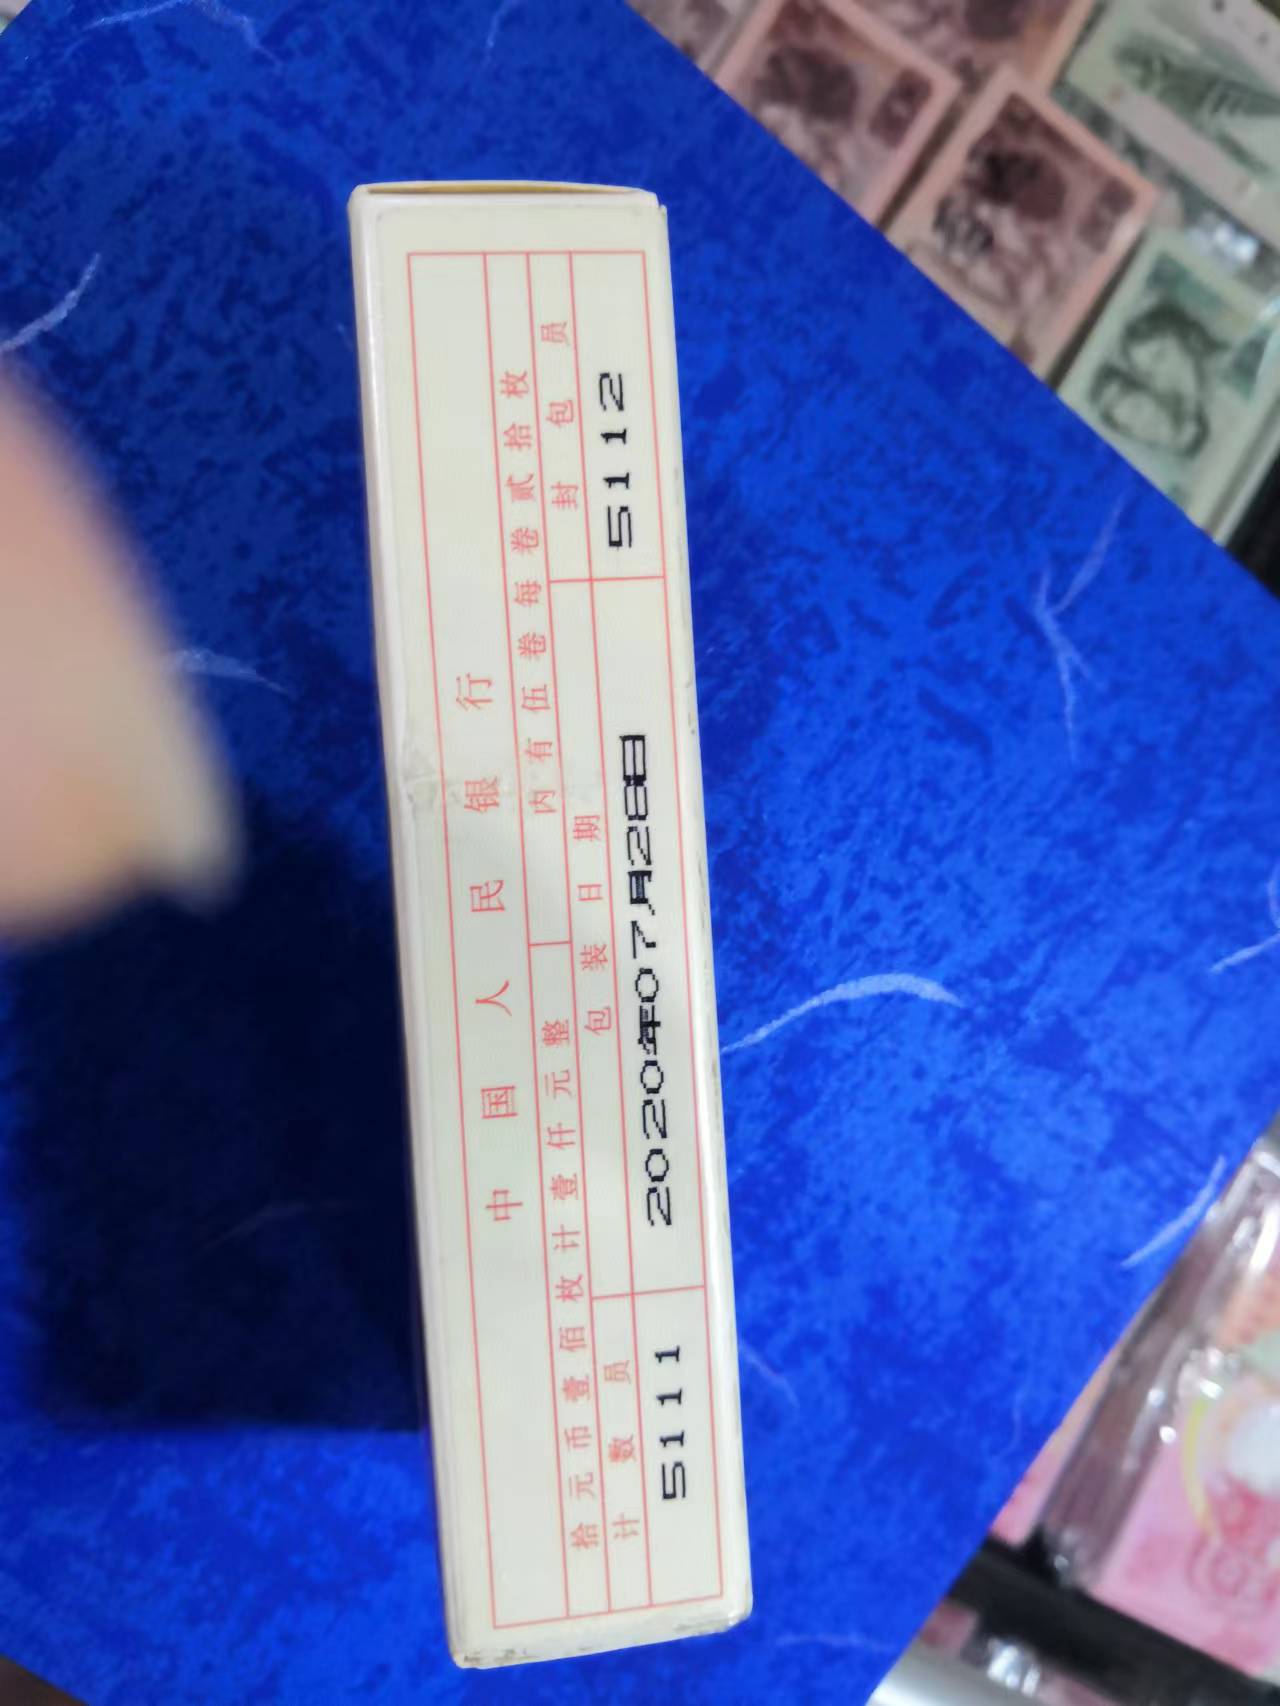 中国人民银行
拾元币壹佰枚计壹仟元整 内有伍卷每卷贰拾枚
计数员 包装日期 封包员
5111 2020年07月28日 5112